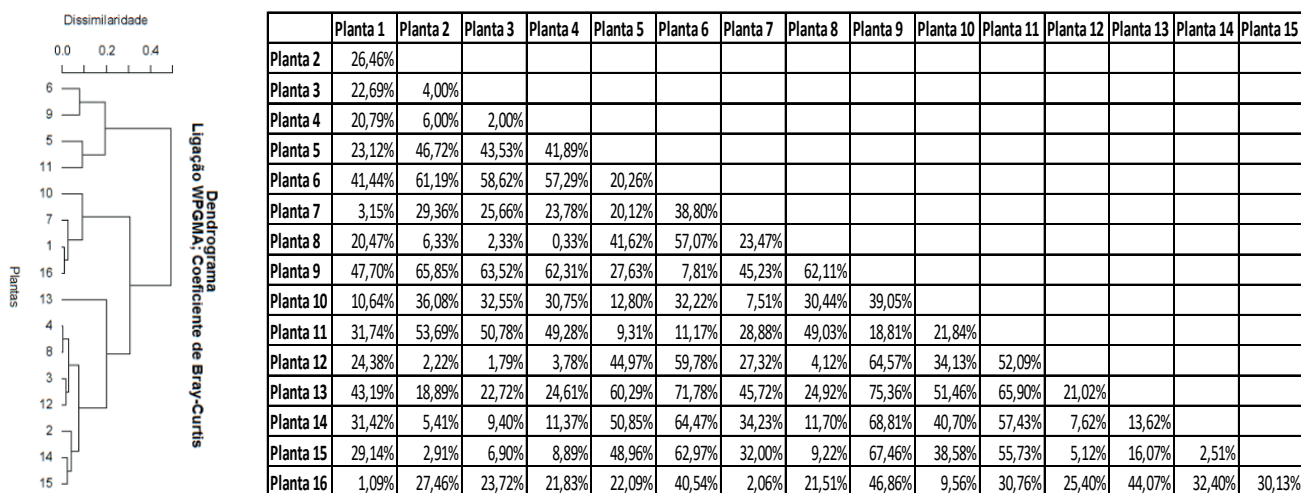 Dissimilaridade
0.0 0.2 0.4
6
9
5
11
10
7
1
16
13
4
8
3
12
2
14
15
Plantas
Dendrograma
Ligação WPGMA; Coeficiente de Bray-Curtis
Planta 1 Planta 2 Planta 3 Planta 4 Planta 5 Planta 6 Planta 7 Planta 8 Planta 9 Planta 10 Planta 11 Planta 12 Planta 13 Planta 14 Planta 15
Planta 2 26,46%
Planta 3 22,69% 4,00%
Planta 4 20,79% 6,00% 2,00%
Planta 5 23,12% 46,72% 43,53% 41,89%
Planta 6 41,44% 61,19% 58,62% 57,29% 20,26%
Planta 7 3,15% 29,36% 25,66% 23,78% 20,12% 38,80%
Planta 8 20,47% 6,33% 2,33% 0,33% 41,62% 57,07% 23,47%
Planta 9 47,70% 65,85% 63,52% 62,31% 27,63% 7,81% 45,23% 62,11%
Planta 10 10,64% 36,08% 32,55% 30,75% 12,80% 32,22% 7,51% 30,44% 39,05%
Planta 11 31,74% 53,69% 50,78% 49,28% 9,31% 11,17% 28,88% 49,03% 18,81% 21,84%
Planta 12 24,38% 2,22% 1,79% 3,78% 44,97% 59,78% 27,32% 4,12% 64,57% 34,13% 52,09%
Planta 13 43,19% 18,89% 22,72% 24,61% 60,29% 71,78% 45,72% 24,92% 75,36% 51,46% 65,90% 21,02%
Planta 14 31,42% 5,41% 9,40% 11,37% 50,85% 64,47% 34,23% 11,70% 68,81% 40,70% 57,43% 7,62% 13,62%
Planta 15 29,14% 2,91% 6,90% 8,89% 48,96% 62,97% 32,00% 9,22% 67,46% 38,58% 55,73% 5,12% 16,07% 2,51%
Planta 16 1,09% 27,46% 23,72% 21,83% 22,09% 40,54% 2,06% 21,51% 46,86% 9,56% 30,76% 25,40% 44,07% 32,40% 30,13%